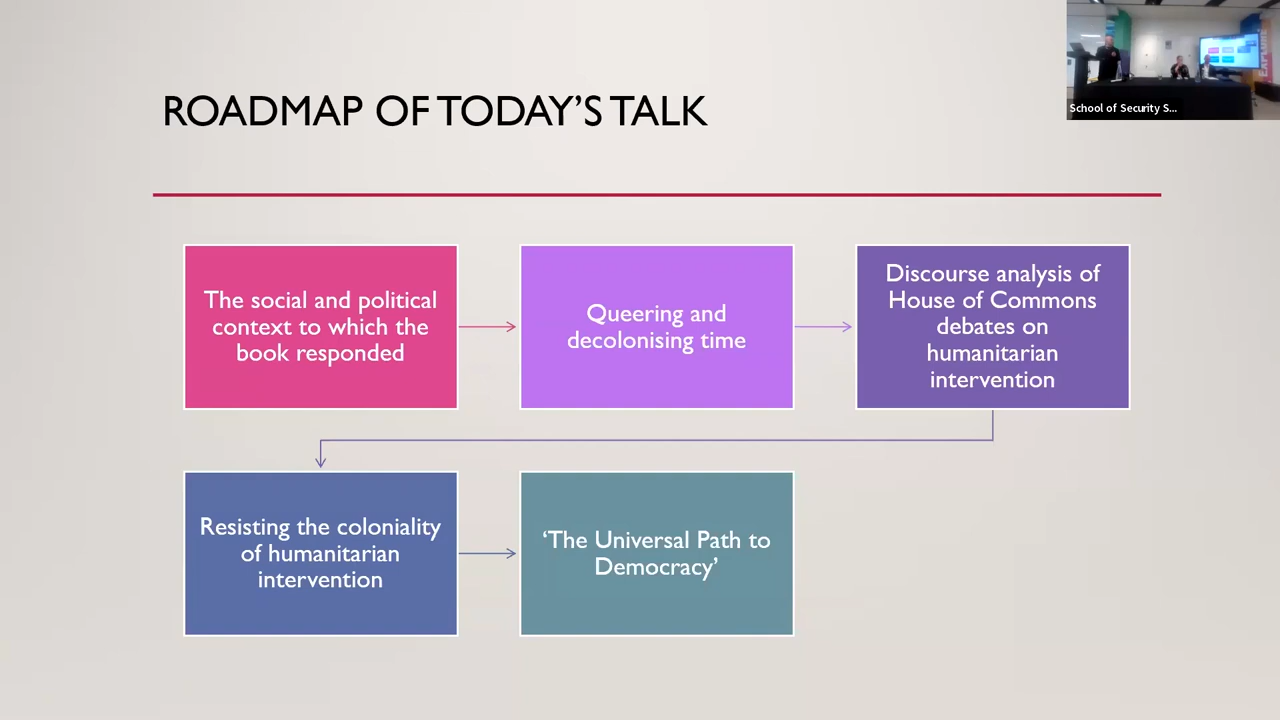 ROADMAP OF TODAY'S TALK
School of Security S...
EXPLORE
The social and political
context to which the
book responded
Queering and
decolonising time
Discourse analysis of
House of Commons
debates on
humanitarian
intervention
Resisting the coloniality
of humanitarian
intervention
‘The Universal Path to
Democracy’